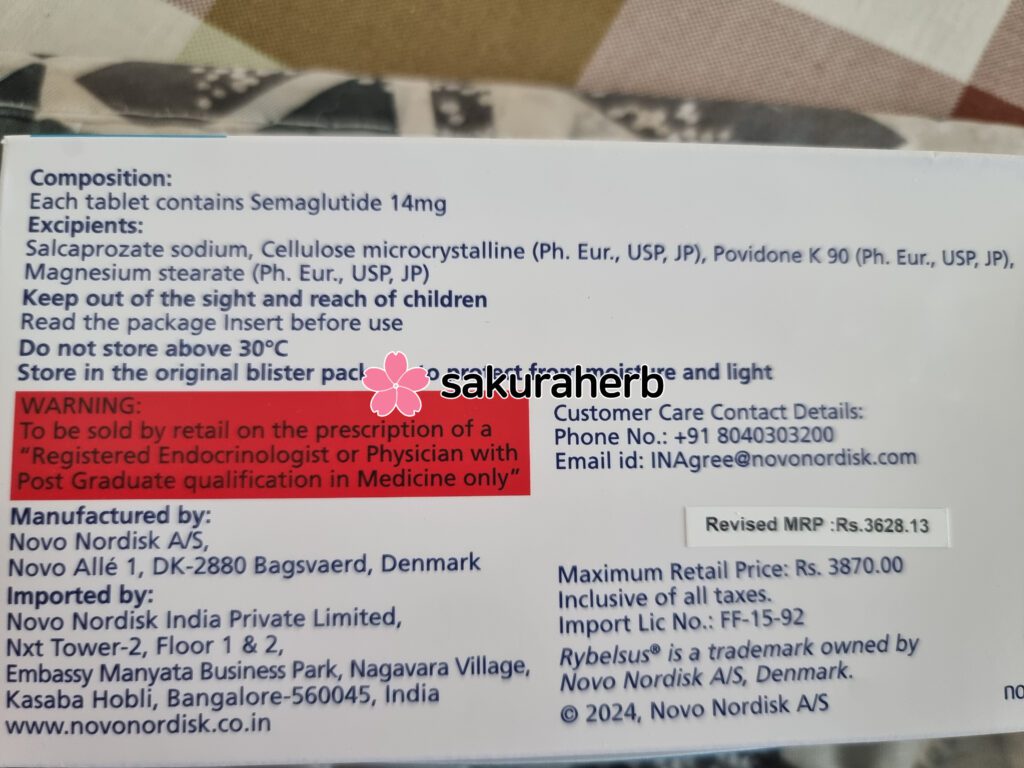 Composition:
Each tablet contains Semaglutide 14mg
Excipients:
Salcaprozate sodium, Cellulose microcrystalline (Ph. Eur., USP, JP), Povidone K 90 (Ph. Eur., USP, JP),
Magnesium stearate (Ph. Eur., USP, JP)
Keep out of the sight and reach of children
Read the package Insert before use
Do not store above 30°C
Store in the original blister pack to protect from moisture and light
sakuraherb
WARNING:
To be sold by retail on the prescription of a
“Registered Endocrinologist or Physician with
Post Graduate qualification in Medicine only”
Manufactured by:
Novo Nordisk A/S,
Novo Allé 1, DK-2880 Bagsvaerd, Denmark
Imported by:
Novo Nordisk India Private Limited,
Nxt Tower-2, Floor 1 & 2,
Embassy Manyata Business Park, Nagavara Village,
Kasaba Hobli, Bangalore-560045, India
www.novonordisk.co.in
Customer Care Contact Details:
Phone No.: +91 8040303200
Email id: INAgree@novonordisk.com
Revised MRP :Rs.3628.13
Maximum Retail Price: Rs. 3870.00
Inclusive of all taxes.
Import Lic No.: FF-15-92
Rybelsus® is a trademark owned by
Novo Nordisk A/S, Denmark.
© 2024, Novo Nordisk A/S